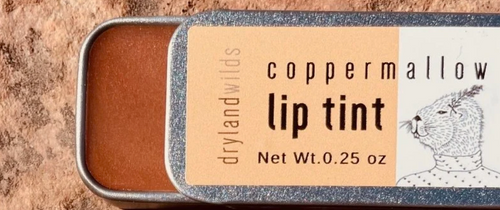 drylandwilds
coppermallow
lip tint
Net Wt.0.25 oz